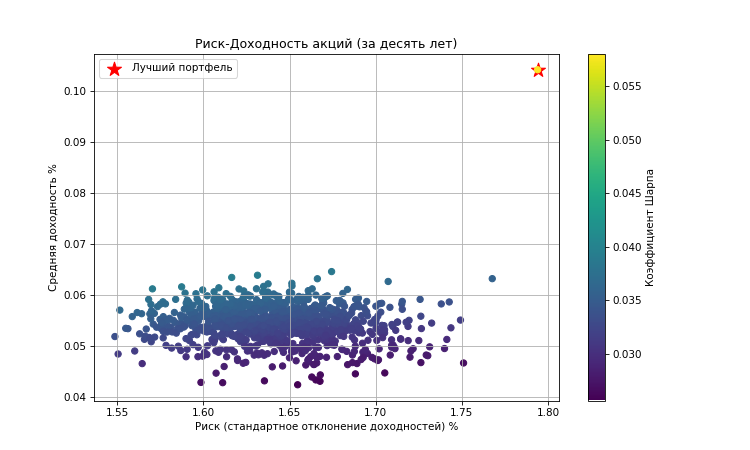 Риск-Доходность акций (за десять лет)
Лучший портфель
Средняя доходность %
0.10
0.09
0.08
0.07
0.06
0.05
0.04
1.55 1.60 1.65 1.70 1.75 1.80
Риск (стандартное отклонение доходностей) %
0.055
0.050
0.045
0.040
0.035
0.030
Коэффициент Шарпа